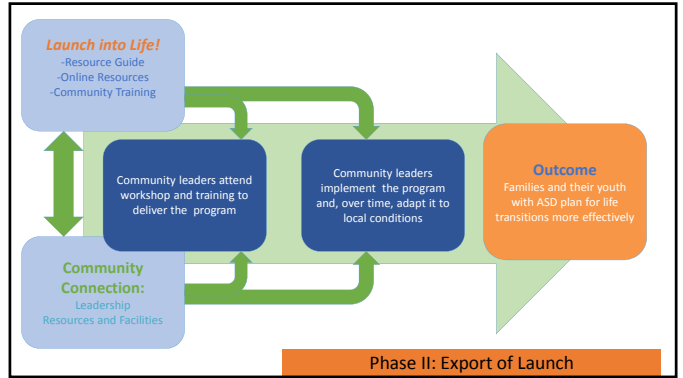 Launch into Life!
-Resource Guide
-Online Resources
-Community Training
Community leaders attend
workshop and training to
deliver the program
Community leaders
implement the program
and, over time, adapt it to
local conditions
Outcome
Families and their youth
with ASD plan for life
transitions more effectively
Community
Connection:
Leadership
Resources and Facilities
Phase II: Export of Launch